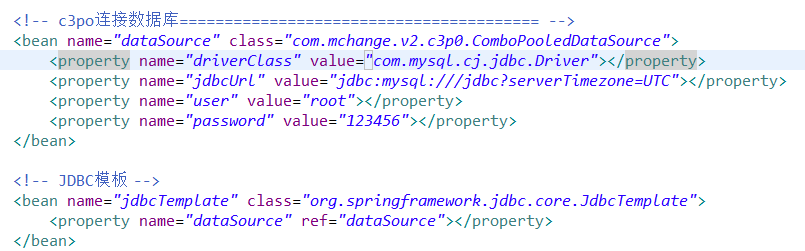 <!-- c3po连接数据库======================================= -->
<bean name="dataSource" class="com.mchange.v2.c3p0.ComboPooledDataSource">
<property name="driverClass" value="com.mysql.cj.jdbc.Driver"></property>
<property name="jdbcUrl" value="jdbc:mysql:///jdbc?serverTimezone=UTC"></property>
<property name="user" value="root"></property>
<property name="password" value="123456"></property>
</bean>
<!-- JDBC模板 -->
<bean name="jdbcTemplate" class="org.springframework.jdbc.core.JdbcTemplate">
<property name="dataSource" ref="dataSource"></property>
</bean>